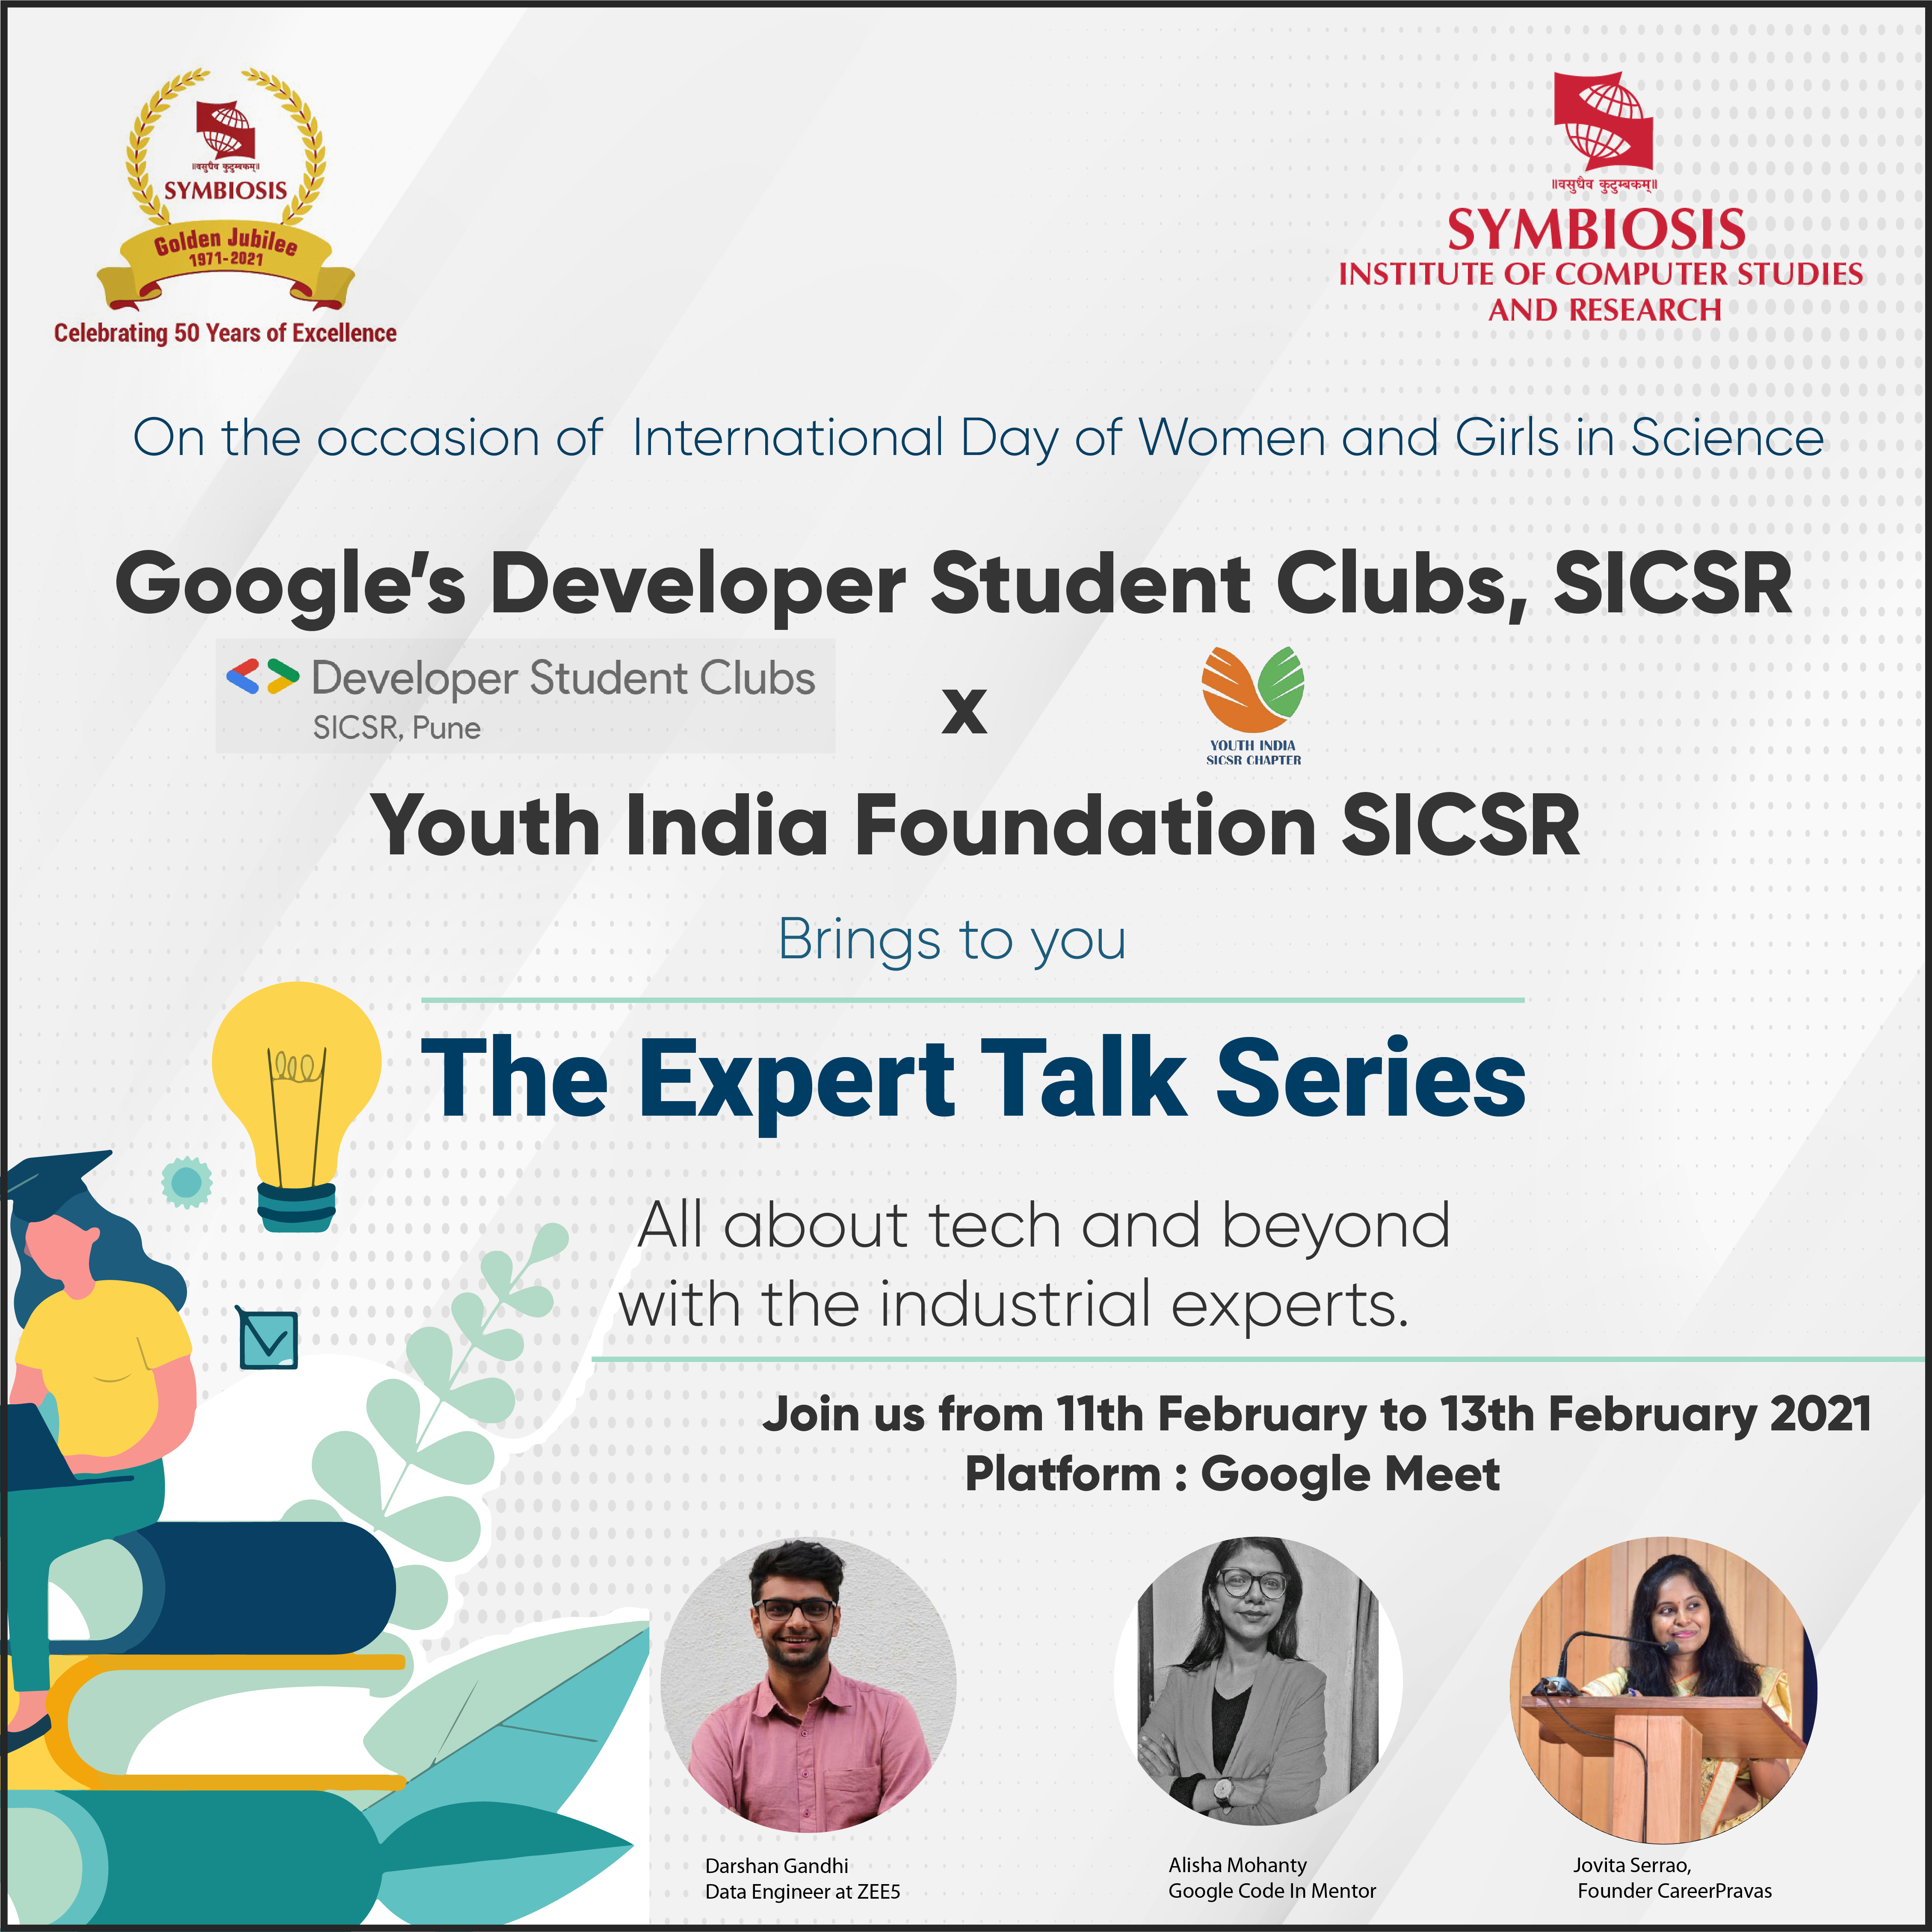 ॥वसुधैव कुटुम्बकम्॥
SYMBIOSIS
Golden Jubilee
1971-2021
Celebrating 50 Years of Excellence
॥वसुधैव कुटुम्बकम्॥
SYMBIOSIS
INSTITUTE OF COMPUTER STUDIES
AND RESEARCH
On the occasion of International Day of Women and Girls in Science
Google's Developer Student Clubs, SICSR
Developer Student Clubs
SICSR, Pune
x
YOUTH INDIA
SICSR CHAPTER
Youth India Foundation SICSR
Brings to you
The Expert Talk Series
All about tech and beyond
with the industrial experts.
Join us from 11th February to 13th February 2021
Platform : Google Meet
Darshan Gandhi
Data Engineer at ZEE5
Alisha Mohanty
Google Code In Mentor
Jovita Serrao,
Founder CareerPravas